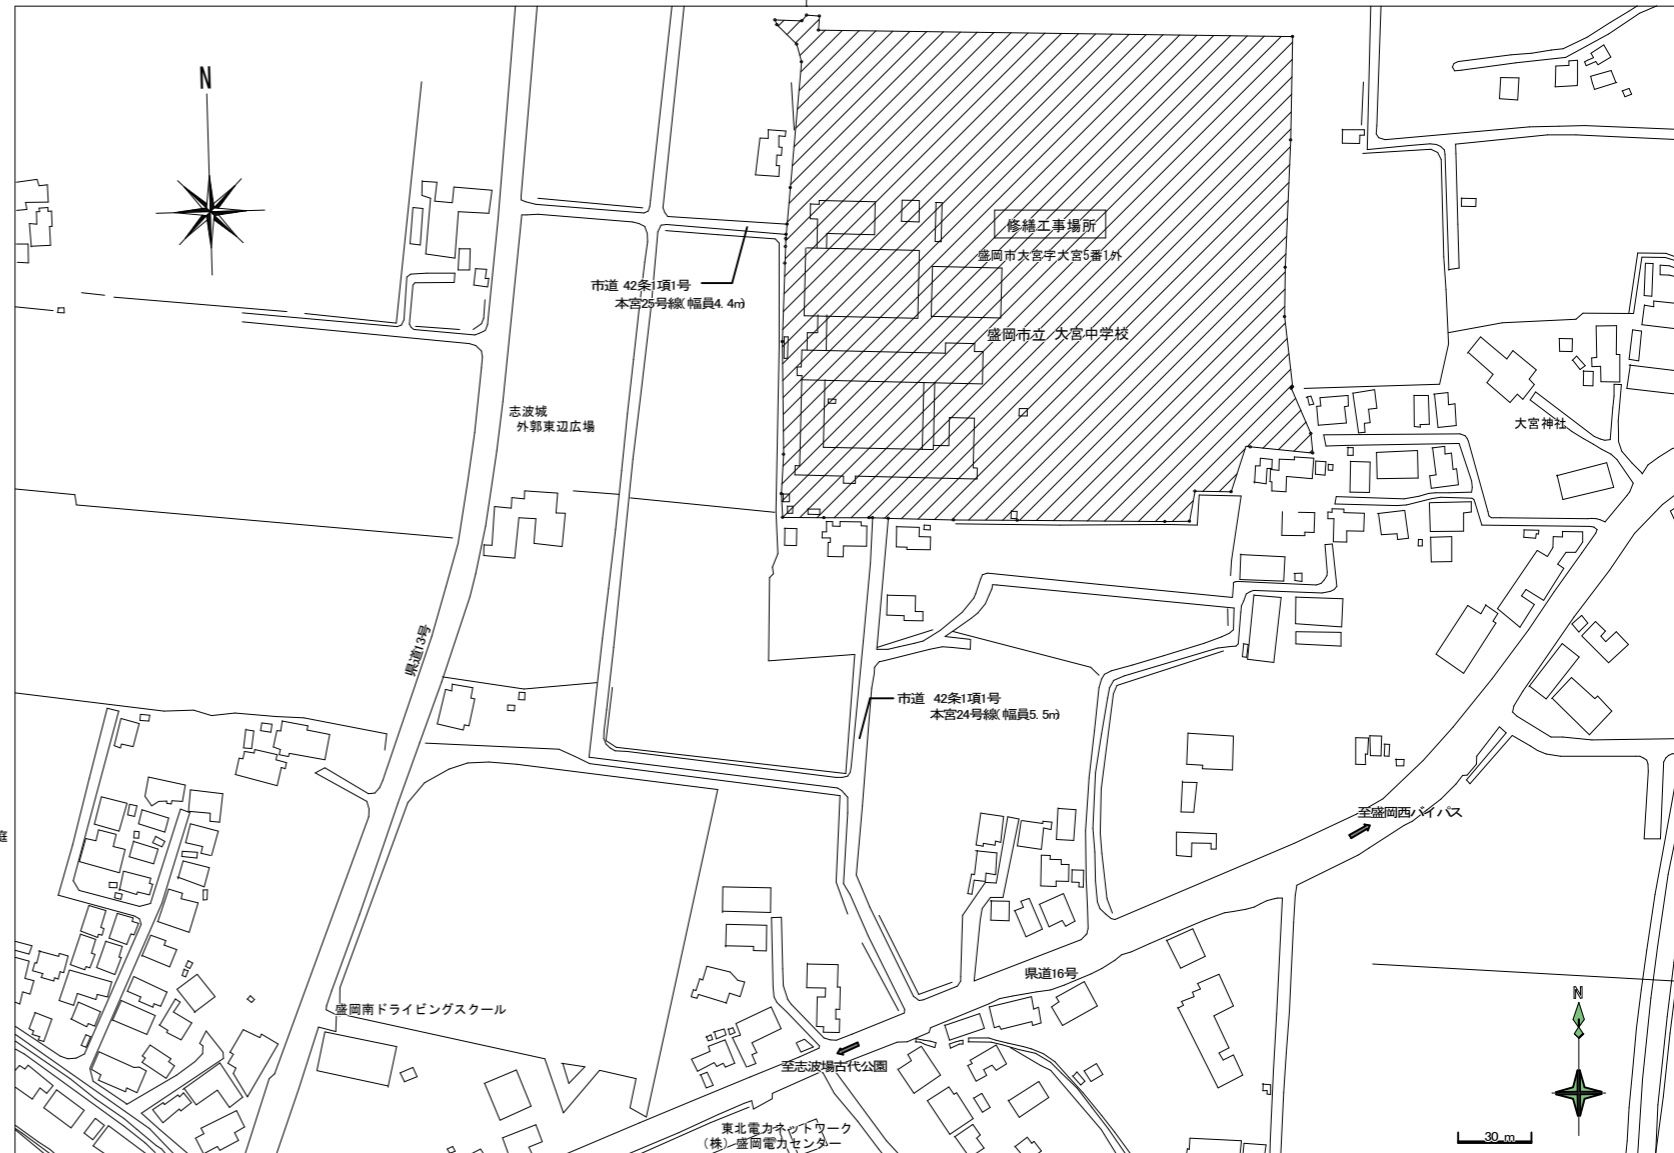 N
修繕工事場所
盛岡市大宮字大宮5番1外
市道 42条1項1号
本宮25号線(幅員4.4m)
盛岡市立 大宮中学校
志波城
外郭東辺広場
大宮神社
県道13号
市道 42条1項1号
本宮24号線(幅員5.5m)
至盛岡西バイパス
庭
県道16号
盛岡南ドライビングスクール
N
至志波場古代公園
東北電力ネットワーク
(株)盛岡電力センター
30 m